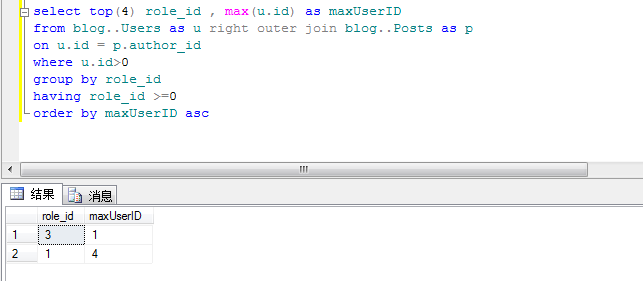 select top(4) role_id , max(u.id) as maxUserID
from blog..Users as u right outer join blog..Posts as p
on u.id = p.author_id
where u.id>0
group by role_id
having role_id >=0
order by maxUserID asc
结果 消息
role_id maxUserID
1 3 1
2 1 4